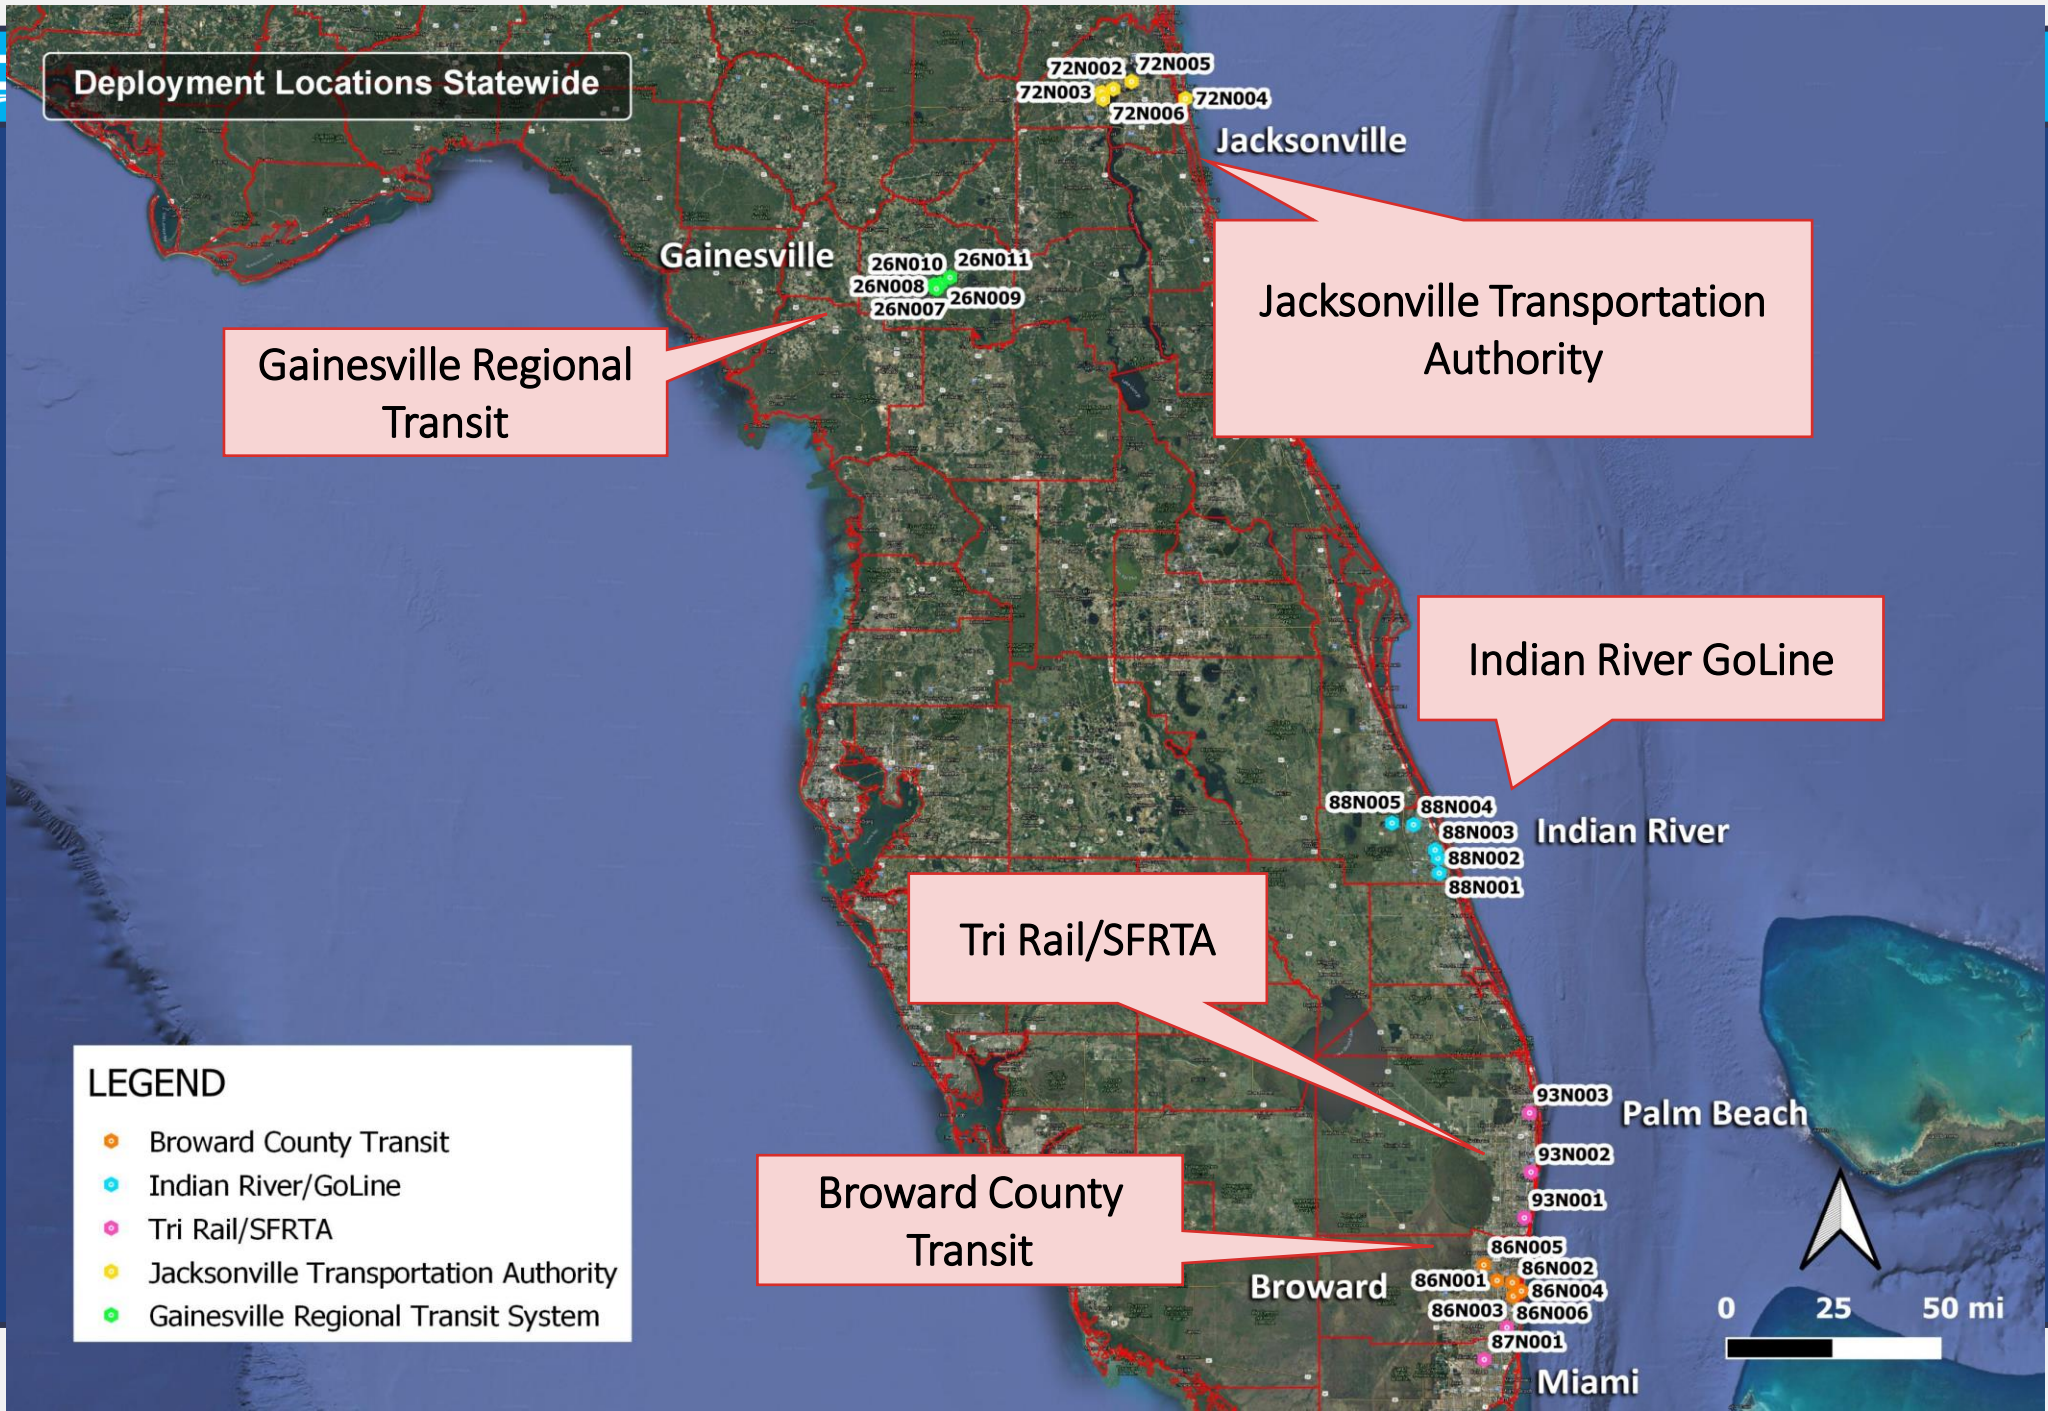 Deployment Locations Statewide
72N002
72N005
72N003
72N004
72N006
Jacksonville
Jacksonville Transportation
Authority
Gainesville
26N010
26N011
26N008
26N009
26N007
Gainesville Regional
Transit
Indian River GoLine
88N005
88N004
88N003
88N002
88N001
Indian River
Tri Rail/SFRTA
93N003
Palm Beach
93N002
93N001
Broward County
Transit
Broward
86N005
86N002
86N001
86N004
86N003
86N006
87N001
Miami
LEGEND
Broward County Transit
Indian River/GoLine
Tri Rail/SFRTA
Jacksonville Transportation Authority
Gainesville Regional Transit System
0 25 50 mi